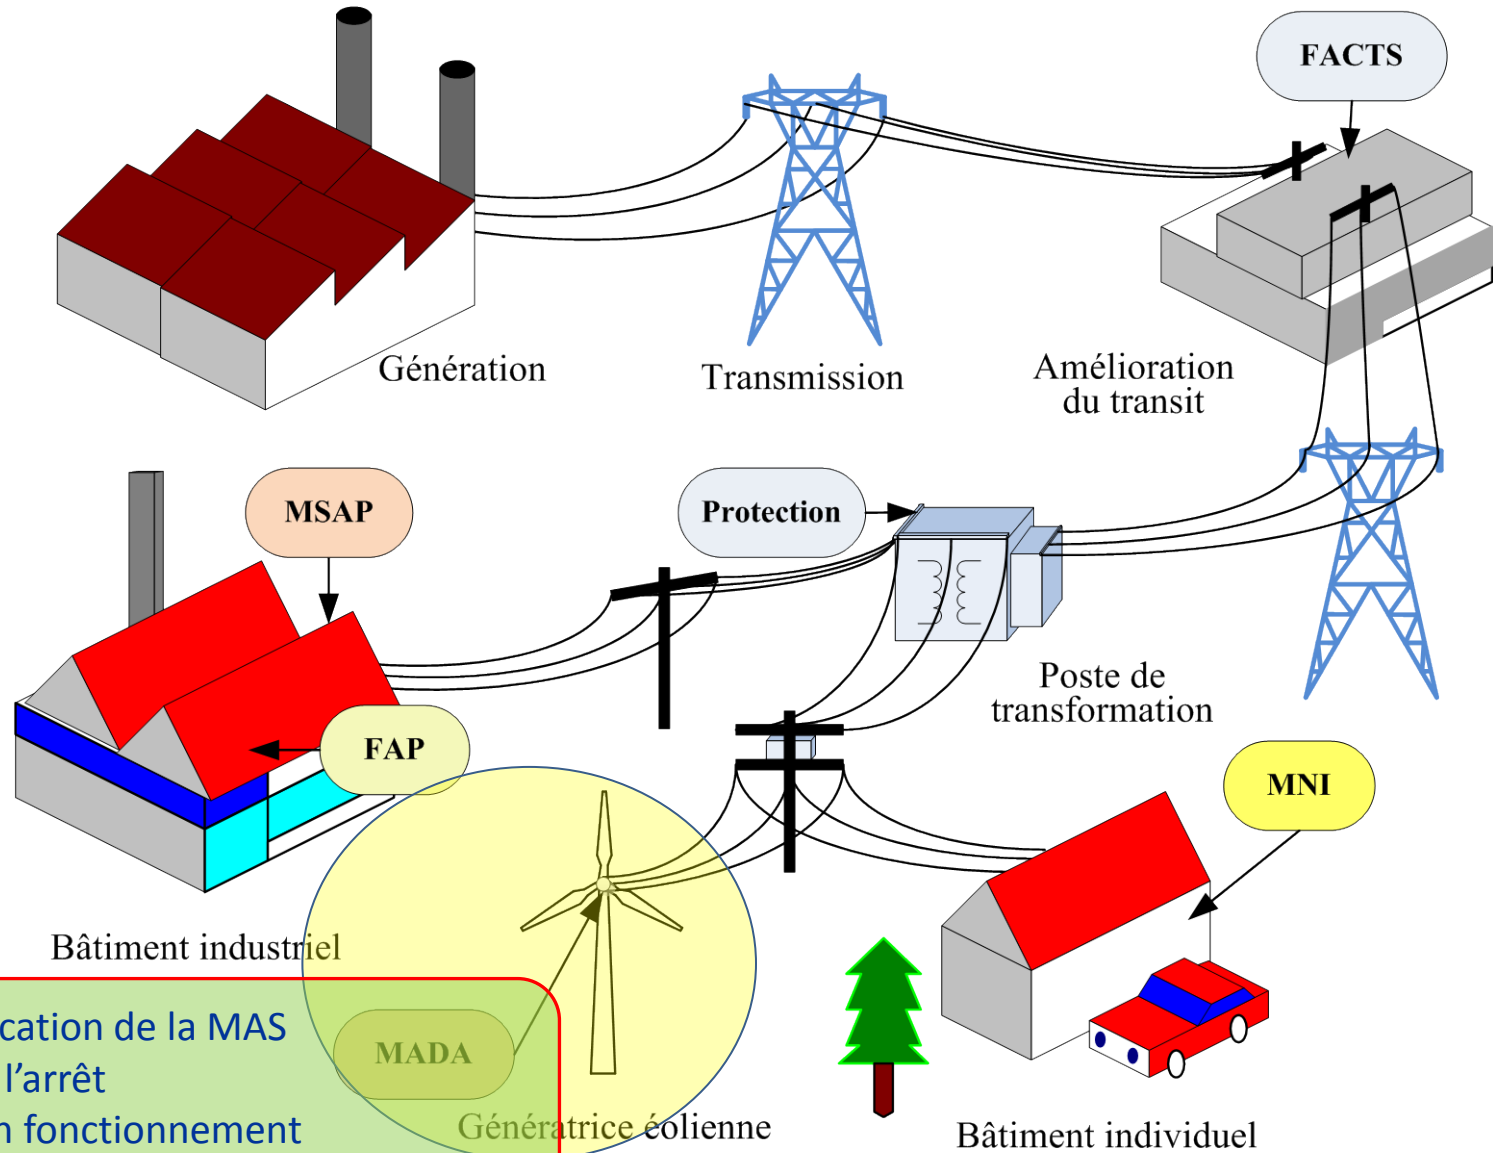 FACTS
Génération
Transmission
Amélioration
du transit
MSAP
Protection
Poste de
transformation
FAP
MNI
Bâtiment industriel
de la MAS
l’arrêt
fonctionnement
MADA
Génératrice éolienne
Bâtiment individuel